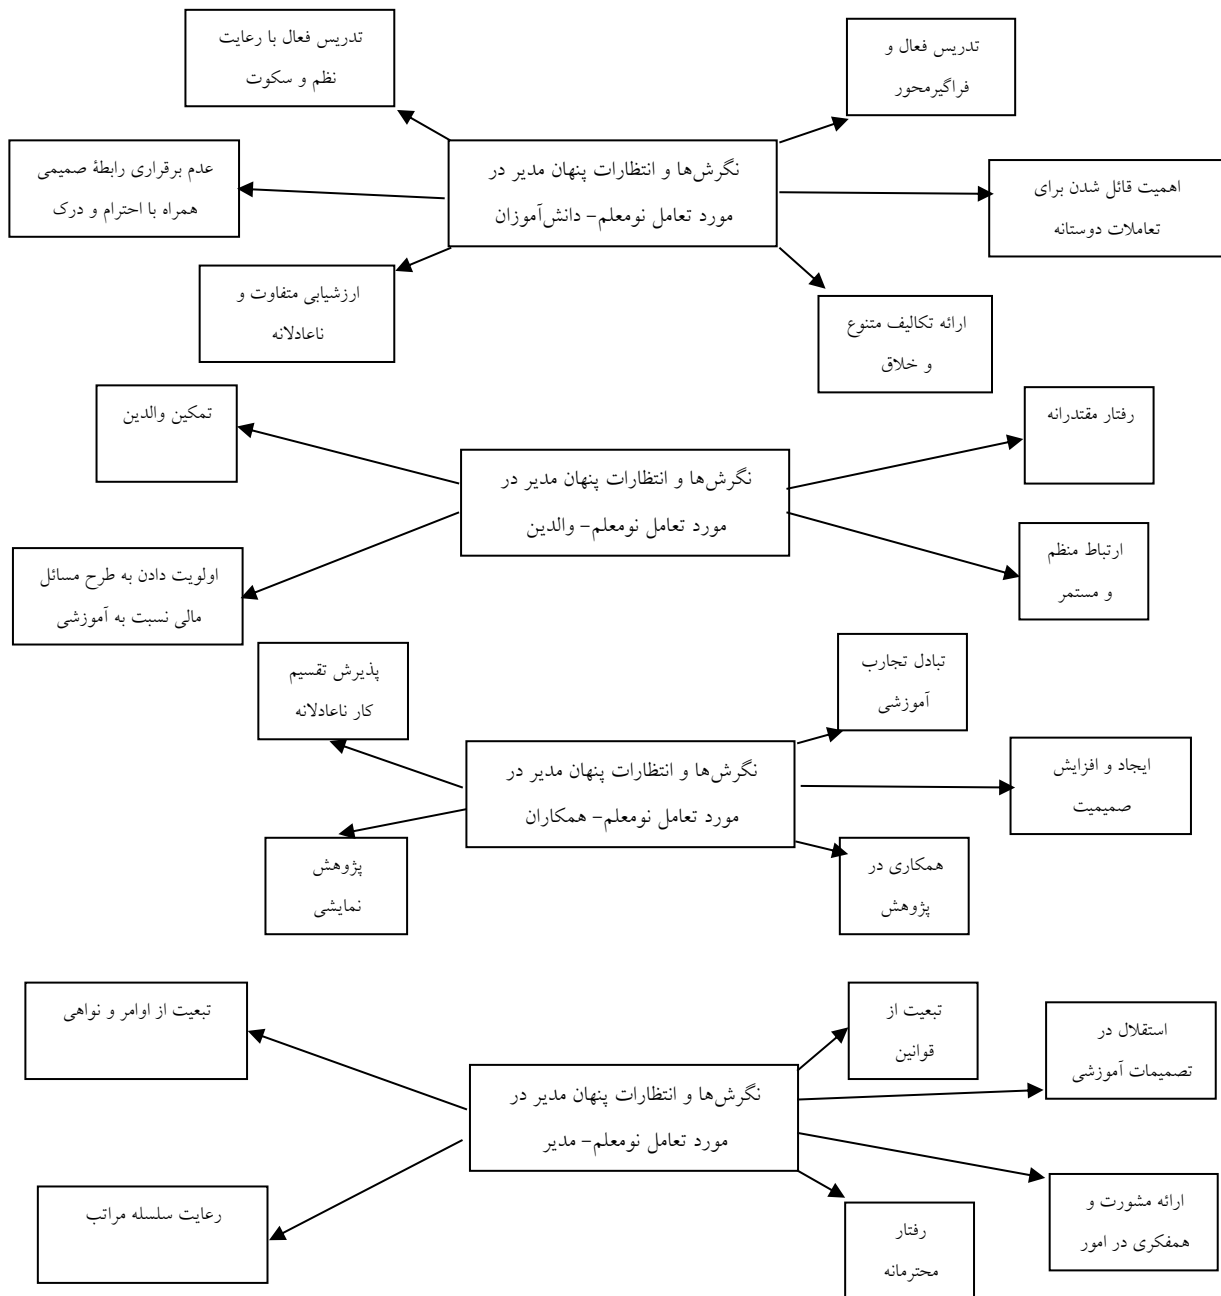 تدریس فعال و
فراگیرمحور
تدریس فعال با رعایت
نظم و سکوت
نگرش‌ها و انتظارات پنهان مدیر در
مورد تعامل نومعلم- دانش‌آموزان
اهمیت قائل شدن برای
تعاملات دوستانه
عدم برقراری رابطۀ صمیمی
همراه با احترام و درک
ارائه تکالیف متنوع
و خلاق
ارزشیابی متفاوت و
ناعادلانه
رفتار مقتدرانه
تمکین والدین
نگرش‌ها و انتظارات پنهان مدیر در
مورد تعامل نومعلم- والدین
ارتباط منظم
و مستمر
اولویت دادن به طرح مسائل
مالی نسبت به آموزشی
تبادل تجارب
آموزشی
پذیرش تقسیم
کار ناعادلانه
نگرش‌ها و انتظارات پنهان مدیر در
مورد تعامل نومعلم- همکاران
ایجاد و افزایش
صمیمیت
همکاری در
پژوهش
پژوهش
نمایشی
تبعیت از
قوانین
استقلال در
تصمیمات آموزشی
تبعیت از اوامر و نواهی
نگرش‌ها و انتظارات پنهان مدیر در
مورد تعامل نومعلم- مدیر
ارائه مشورت و
همفکری در امور
رفتار
محترمانه
رعایت سلسله مراتب